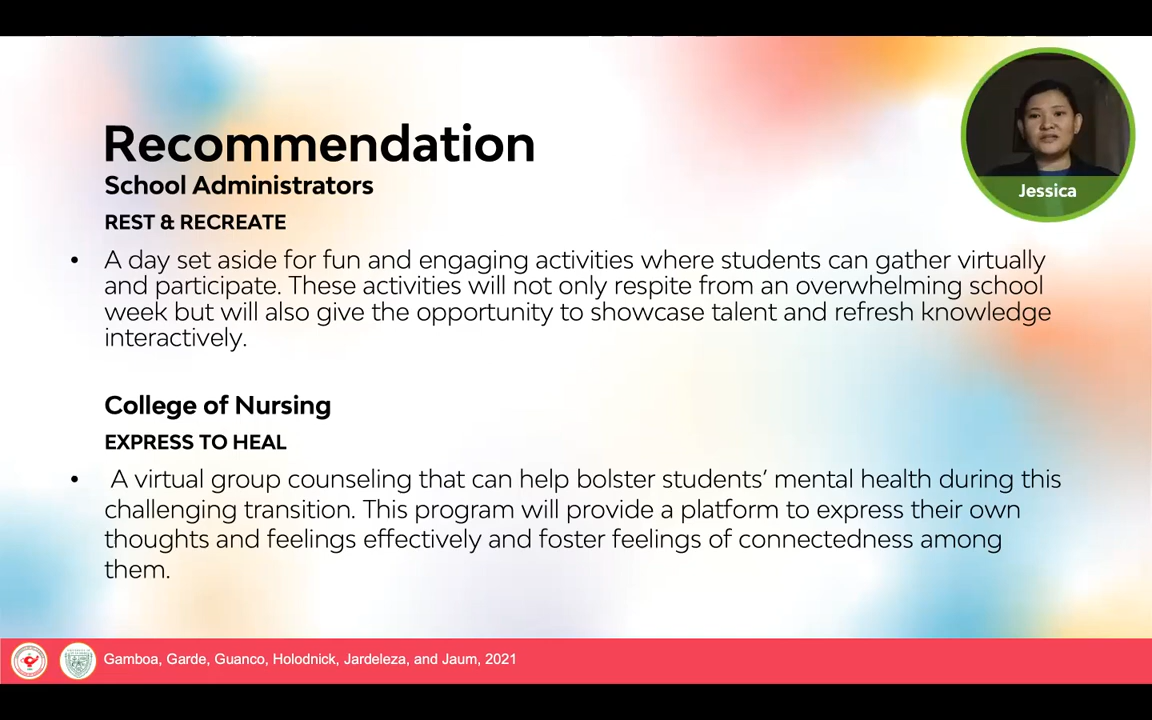 Recommendation
School Administrators
REST & RECREATE
• A day set aside for fun and engaging activities where students can gather virtually
and participate. These activities will not only respite from an overwhelming school
week but will also give the opportunity to showcase talent and refresh knowledge
interactively.
College of Nursing
EXPRESS TO HEAL
• A virtual group counseling that can help bolster students’ mental health during this
challenging transition. This program will provide a platform to express their own
thoughts and feelings effectively and foster feelings of connectedness among
them.
Jessica
Gamboa, Garde, Guanco, Holodnick, Jardeleza, and Jaum, 2021